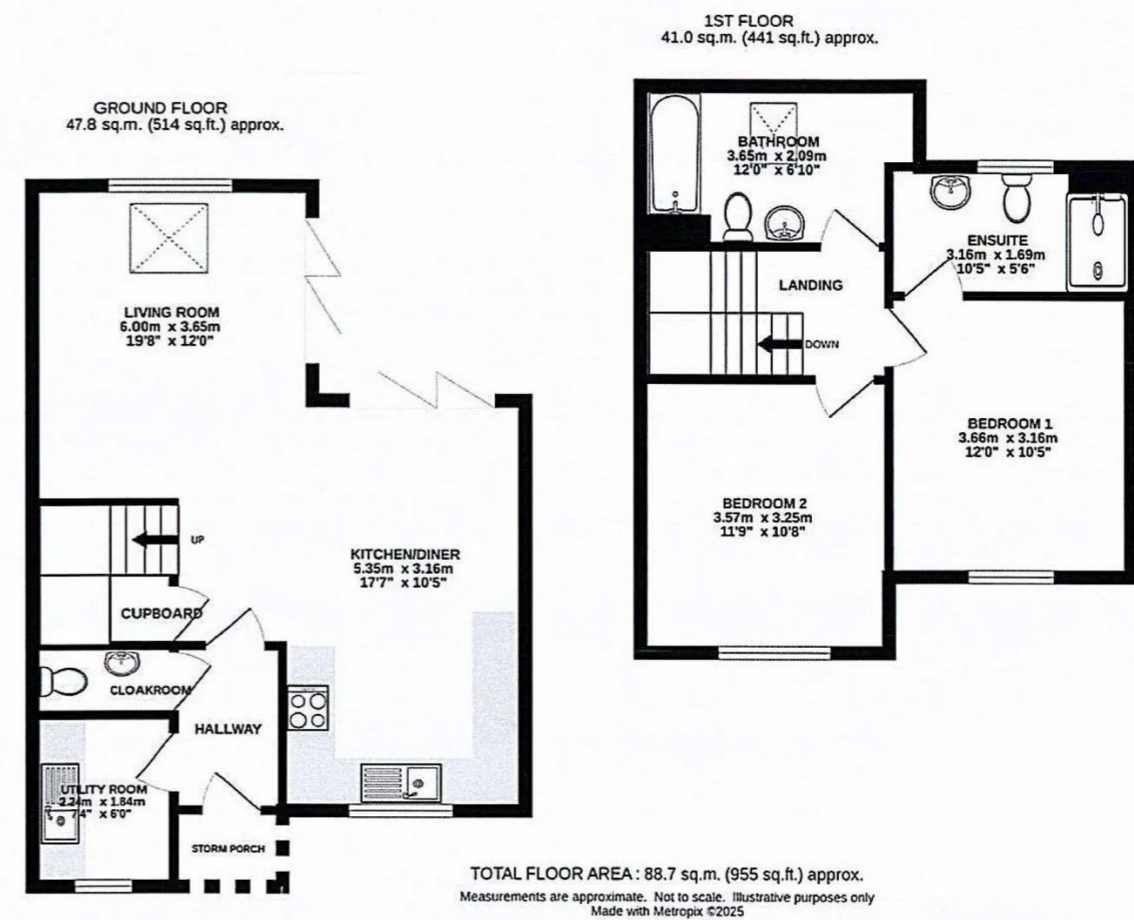 1ST FLOOR
41.0 sq.m. (441 sq.ft.) approx.
GROUND FLOOR
47.8 sq.m. (514 sq.ft.) approx.
BATHROOM
3.65m x 2.09m
12'0" x 6'10"
ENSUITE
3.16m x 1.69m
10'5" x 5'6"
LANDING
DOWN
LIVING ROOM
6.00m x 3.65m
19'8" x 12'0"
BEDROOM 1
3.66m x 3.16m
12'0" x 10'5"
BEDROOM 2
3.57m x 3.25m
11'9" x 10'8"
UP
KITCHEN/DINER
5.35m x 3.16m
17'7" x 10'5"
CUPBOARD
CLOAKROOM
HALLWAY
UTILITY ROOM
2.24m x 1.84m
7'4" x 6'0"
STORM PORCH
TOTAL FLOOR AREA : 88.7 sq.m. (955 sq.ft.) approx.
Measurements are approximate. Not to scale. Illustrative purposes only
Made with Metropix ©2025